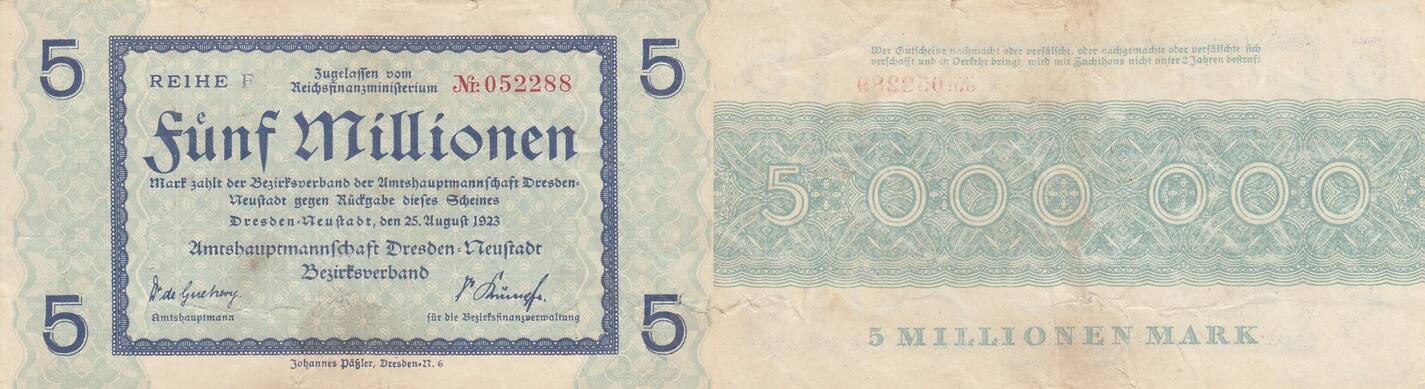 5 5
REIHE F
Zugelassen vom
Reichsfinanzministerium
Nr. 052288
Fünf Millionen
Mark zahlt der Bezirksverband der Amtshauptmannschaft Dresden-
Neustadt gegen Rückgabe dieses Scheines
Dresden-Neustadt, den 25. August 1923
Amtshauptmannschaft Dresden-Neustadt
Bezirksverband
Amtshauptmann
für die Bezirksfinanzverwaltung
5 5
Johannes Päßler, Dresden-N. 6
Wer Gutscheine nachmacht oder verfälscht, oder nachgemachte oder verfälschte sich
verschafft und in Verkehr bringt, wird mit Zuchthaus nicht unter 2 Jahren bestraft
5 000 000
5 MILLIONEN MARK